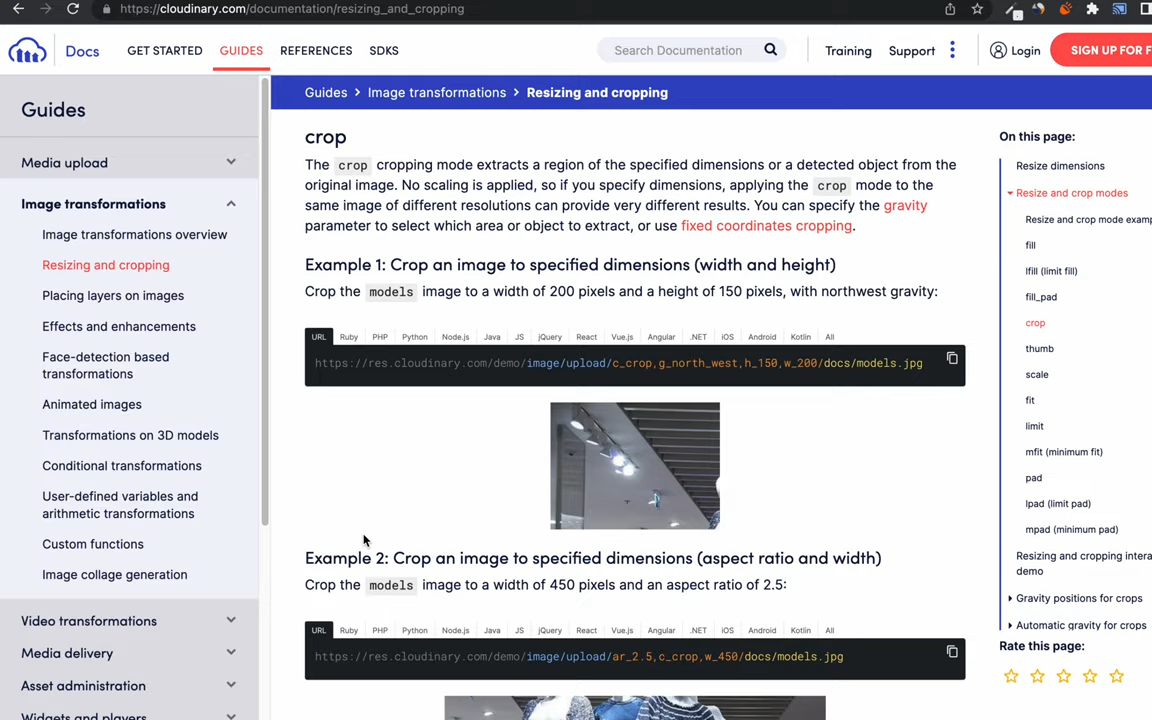 https://cloudinary.com/documentation/resizing_and_cropping
Docs
GET STARTED
GUIDES
REFERENCES
SDKS
Search Documentation
Training
Support
Login
SIGN UP FOR F
Guides
Media upload
Image transformations
Image transformations overview
Resizing and cropping
Placing layers on images
Effects and enhancements
Face-detection based
transformations
Animated images
Transformations on 3D models
Conditional transformations
User-defined variables and
arithmetic transformations
Custom functions
Image collage generation
Video transformations
Media delivery
Asset administration
Widgets and players
Guides > Image transformations > Resizing and cropping
crop
The crop cropping mode extracts a region of the specified dimensions or a detected object from the
original image. No scaling is applied, so if you specify dimensions, applying the crop mode to the
same image of different resolutions can provide very different results. You can specify the gravity
parameter to select which area or object to extract, or use fixed coordinates cropping.
Example 1: Crop an image to specified dimensions (width and height)
Crop the models image to a width of 200 pixels and a height of 150 pixels, with northwest gravity:
URL Ruby PHP Python Node.js Java JS jQuery React Vue.js Angular .NET iOS Android Kotlin All
https://res.cloudinary.com/demo/image/upload/c_crop,g_north_west,h_150,w_200/docs/models.jpg
Example 2: Crop an image to specified dimensions (aspect ratio and width)
Crop the models image to a width of 450 pixels and an aspect ratio of 2.5:
URL Ruby PHP Python Node.js Java JS jQuery React Vue.js Angular .NET iOS Android Kotlin All
https://res.cloudinary.com/demo/image/upload/ar_2.5,c_crop,w_450/docs/models.jpg
On this page:
Resize dimensions
Resize and crop modes
Resize and crop mode examp
fill
lfill (limit fill)
fill_pad
crop
thumb
scale
fit
limit
mfit (minimum fit)
pad
lpad (limit pad)
mpad (minimum pad)
Resizing and cropping intera
demo
Gravity positions for crops
Automatic gravity for crops
Rate this page: